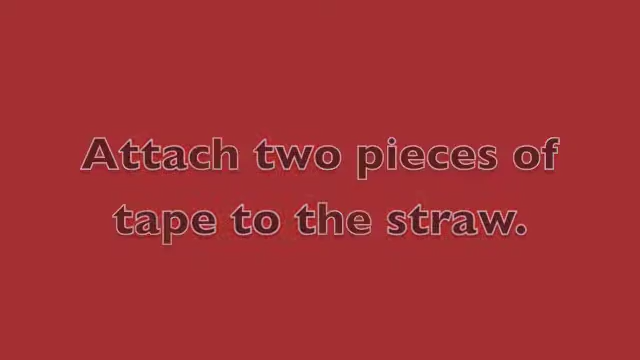 Attach two pieces of
tape to the straw.